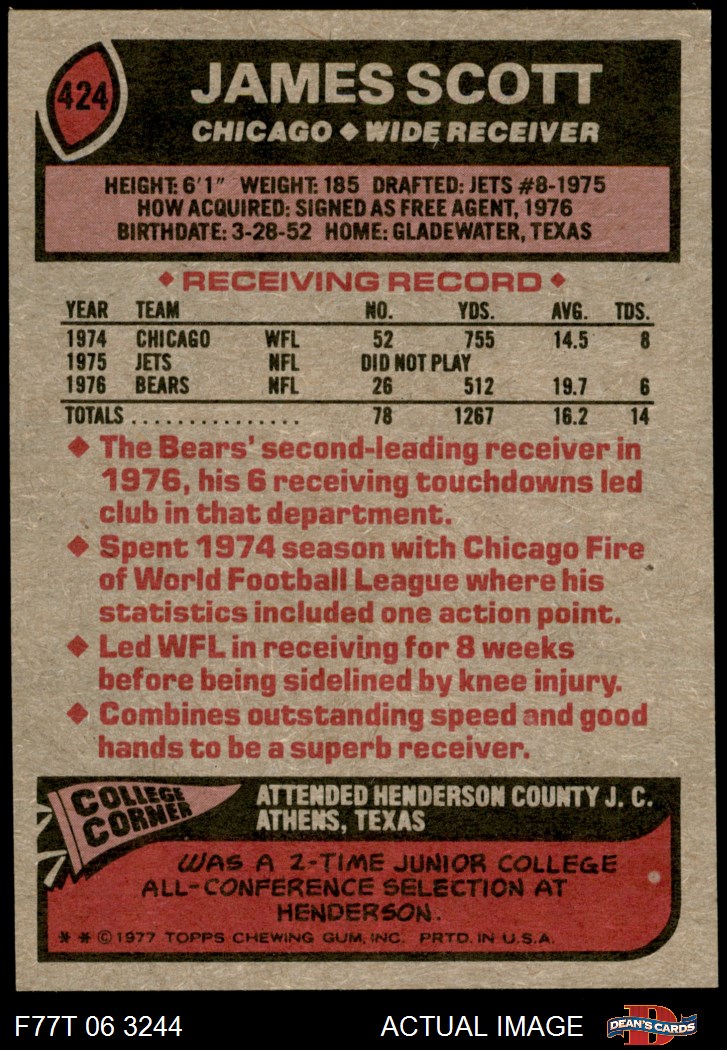 424
JAMES SCOTT
CHICAGO ◆ WIDE RECEIVER
HEIGHT: 6'1" WEIGHT: 185 DRAFTED: JETS #8-1975
HOW ACQUIRED: SIGNED AS FREE AGENT, 1976
BIRTHDATE: 3-28-52 HOME: GLADEWATER, TEXAS
◆ RECEIVING RECORD ◆
YEAR TEAM NO. YDS. AVG. TDS.
1974 CHICAGO WFL 52 755 14.5 8
1975 JETS NFL DID NOT PLAY
1976 BEARS NFL 26 512 19.7 6
TOTALS ............... 78 1267 16.2 14
◆ The Bears' second-leading receiver in
1976, his 6 receiving touchdowns led
club in that department.
◆ Spent 1974 season with Chicago Fire
of World Football League where his
statistics included one action point.
◆ Led WFL in receiving for 8 weeks
before being sidelined by knee injury.
◆ Combines outstanding speed and good
hands to be a superb receiver.
COLLEGE
CORNER
ATTENDED HENDERSON COUNTY J. C.
ATHENS, TEXAS
WAS A 2-TIME JUNIOR COLLEGE
ALL-CONFERENCE SELECTION AT
HENDERSON.
* * © 1977 TOPPS CHEWING GUM, INC. PRTD. IN U.S.A.
F77T 06 3244 ACTUAL IMAGE
D
DEAN'S CARDS